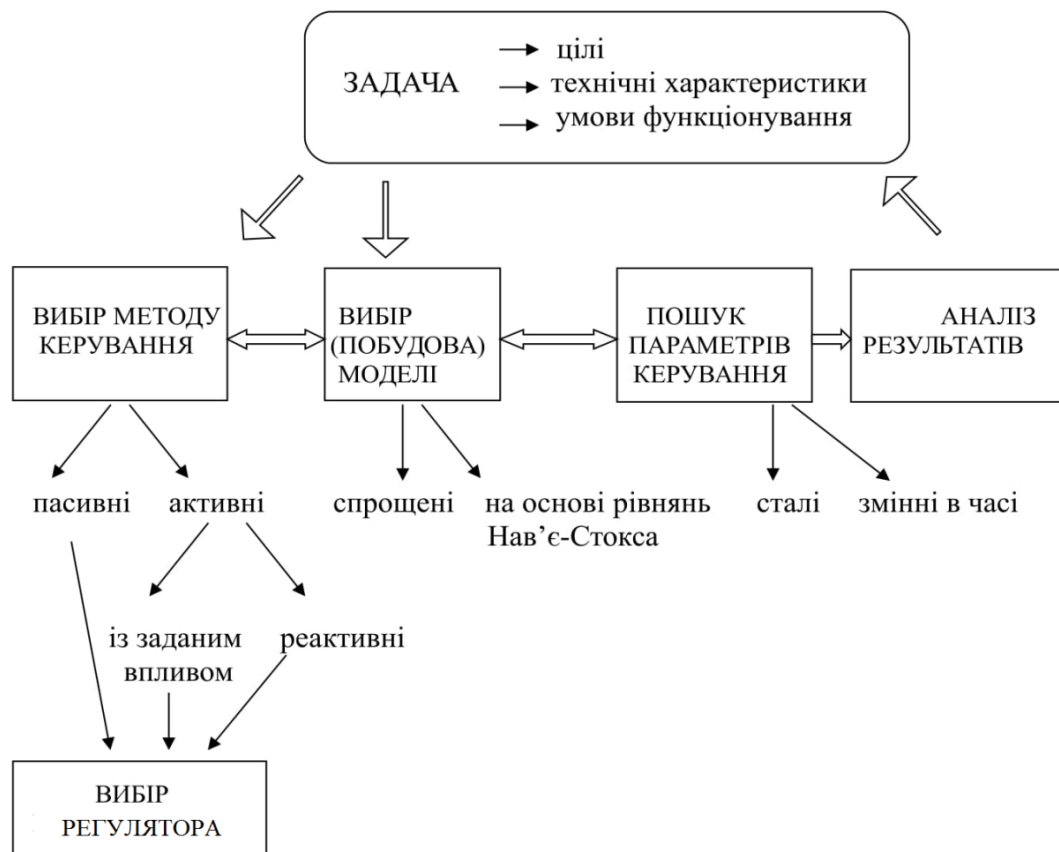 ЗАДАЧА
цілі
технічні характеристики
умови функціонування
ВИБІР МЕТОДУ
КЕРУВАННЯ
ВИБІР
(ПОБУДОВА)
МОДЕЛІ
ПОШУК
ПАРАМЕТРІВ
КЕРУВАННЯ
АНАЛІЗ
РЕЗУЛЬТАТІВ
пасивні
активні
спрощені
на основі рівнянь
Нав’є-Стокса
сталі
змінні в часі
із заданим
впливом
реактивні
ВИБІР
РЕГУЛЯТОРА